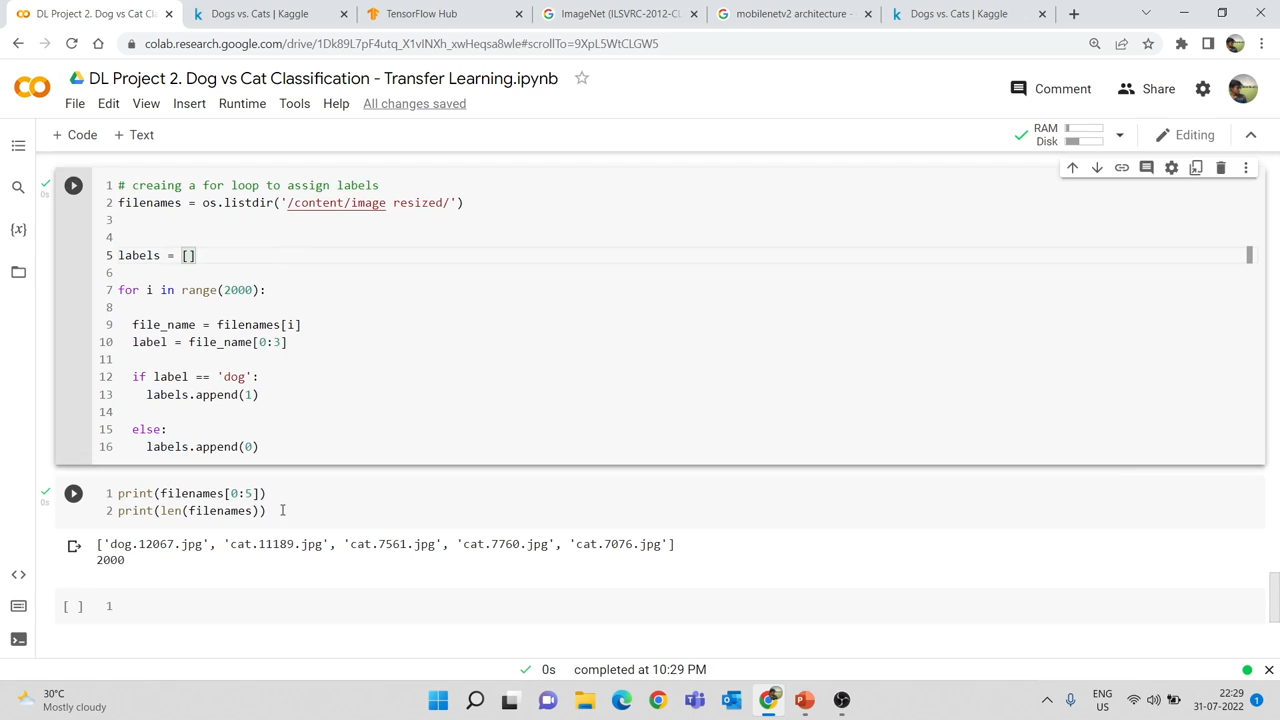 DL Project 2. Dog vs Cat Cl
Dogs vs. Cats | Kaggle
TensorFlow Hub
ImageNet (ILSVRC-2012-CL
mobilenetv2 architecture -
Dogs vs. Cats | Kaggle
colab.research.google.com/drive/1Dk89L7pF4utq_X1vINXh_xwHeqsa8wle#scrollTo=9XpL5WtCLGW5
DL Project 2. Dog vs Cat Classification - Transfer Learning.ipynb
Comment
Share
File Edit View Insert Runtime Tools Help All changes saved
+ Code + Text
RAM
Disk
Editing
0s
1 # creaing a for loop to assign labels
2 filenames = os.listdir('/content/image resized/')
3
4
5 labels = []
6
7 for i in range(2000):
8
9 file_name = filenames[i]
10 label = file_name[0:3]
11
12 if label == 'dog':
13 labels.append(1)
14
15 else:
16 labels.append(0)
0s
1 print(filenames[0:5])
2 print(len(filenames))
['dog.12067.jpg', 'cat.11189.jpg', 'cat.7561.jpg', 'cat.7760.jpg', 'cat.7076.jpg']
2000
[ ] 1
0s completed at 10:29 PM
30°C
Mostly cloudy
ENG
US
22:29
31-07-2022
1